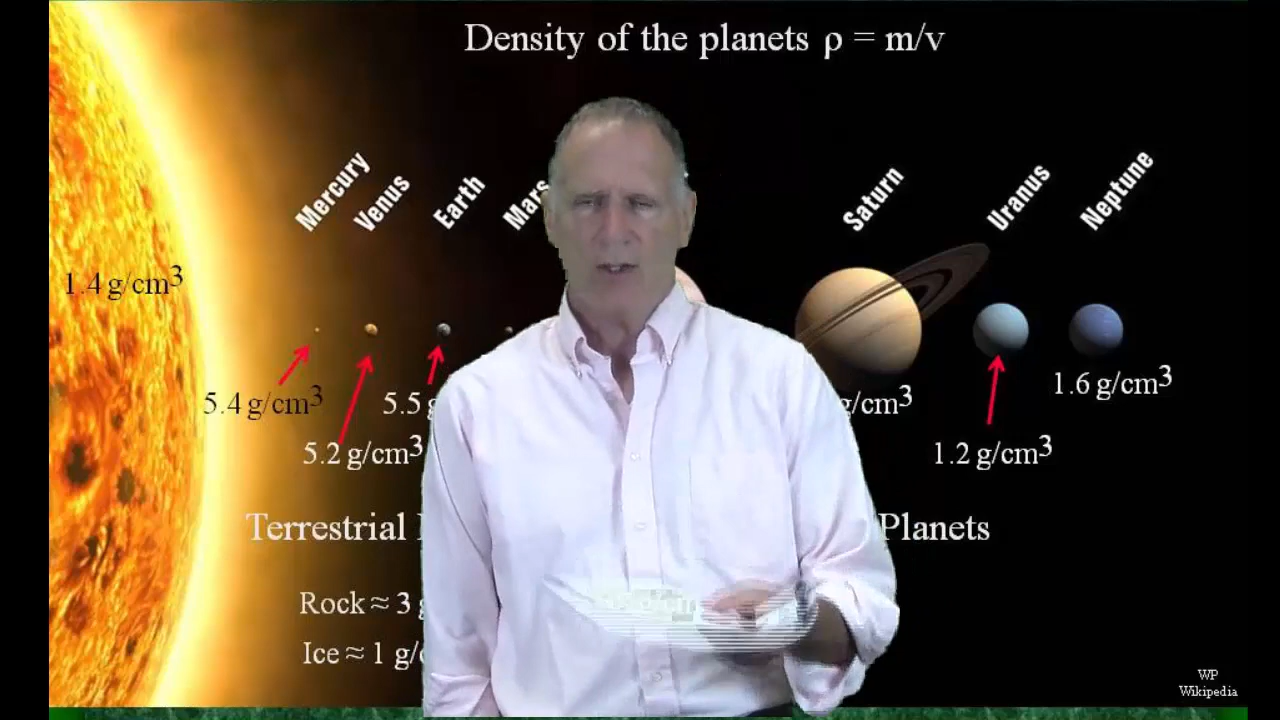 Density of the planets ρ = m/v
Mercury
Venus
Earth
Mars
Saturn
Uranus
Neptune
1.4 g/cm³
5.4 g/cm³
5.5
g/cm³
1.6 g/cm³
5.2 g/cm³
1.2 g/cm³
Terrestrial
Planets
Rock ≈ 3
Ice ≈ 1 g/
WP
Wikipedia